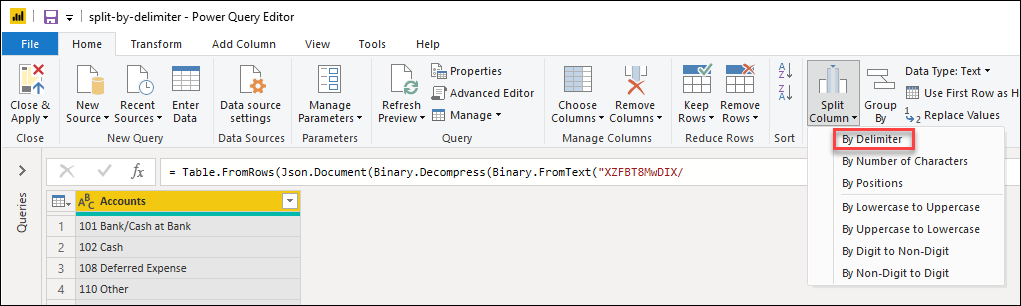 split-by-delimiter - Power Query Editor
File Home Transform Add Column View Tools Help
Close & Apply
New Source
Recent Sources
Enter Data
Data source settings
Manage Parameters
Refresh Preview
Properties
Advanced Editor
Manage
Choose Columns
Remove Columns
Keep Rows
Remove Rows
A Z
Z A
Split Column
Group By
Data Type: Text
Use First Row as H
1 2 Replace Values
Close New Query Data Sources Parameters Query Manage Columns Reduce Rows Sort
By Delimiter
By Number of Characters
By Positions
By Lowercase to Uppercase
By Uppercase to Lowercase
By Digit to Non-Digit
By Non-Digit to Digit
Queries
fx = Table.FromRows(Json.Document(Binary.Decompress(Binary.FromText("XZFBT8MwDIX/
ABC Accounts
1 101 Bank/Cash at Bank
2 102 Cash
3 108 Deferred Expense
4 110 Other